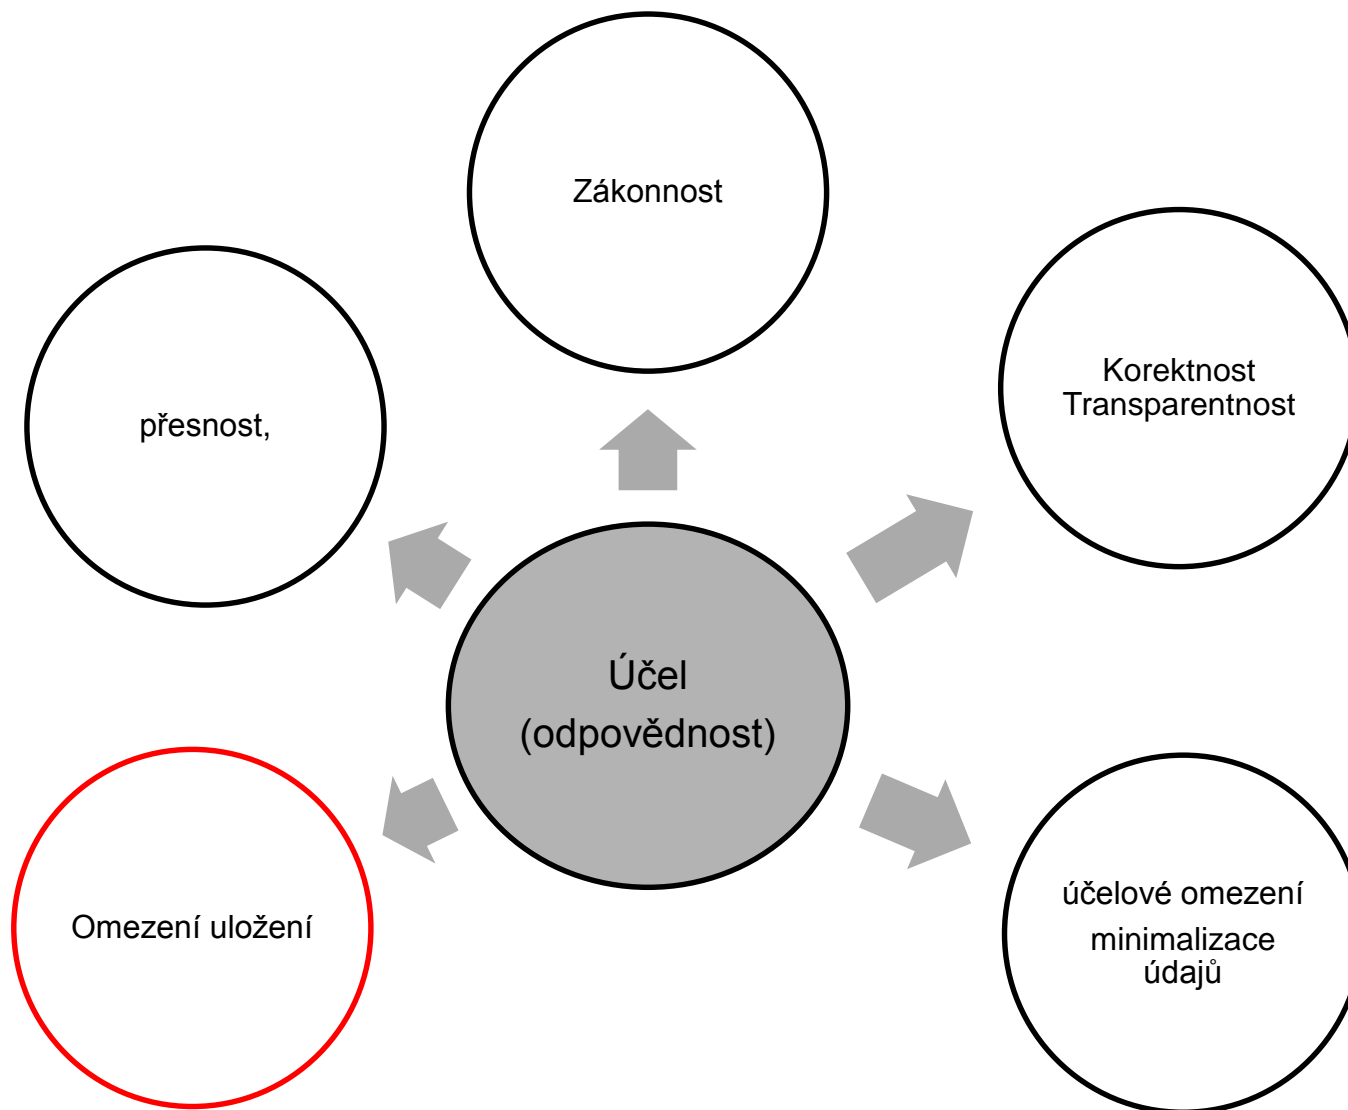 Zákonnost
Korektnost
Transparentnost
přesnost,
Účel
(odpovědnost)
účelové omezení
minimalizace
údajů
Omezení uložení